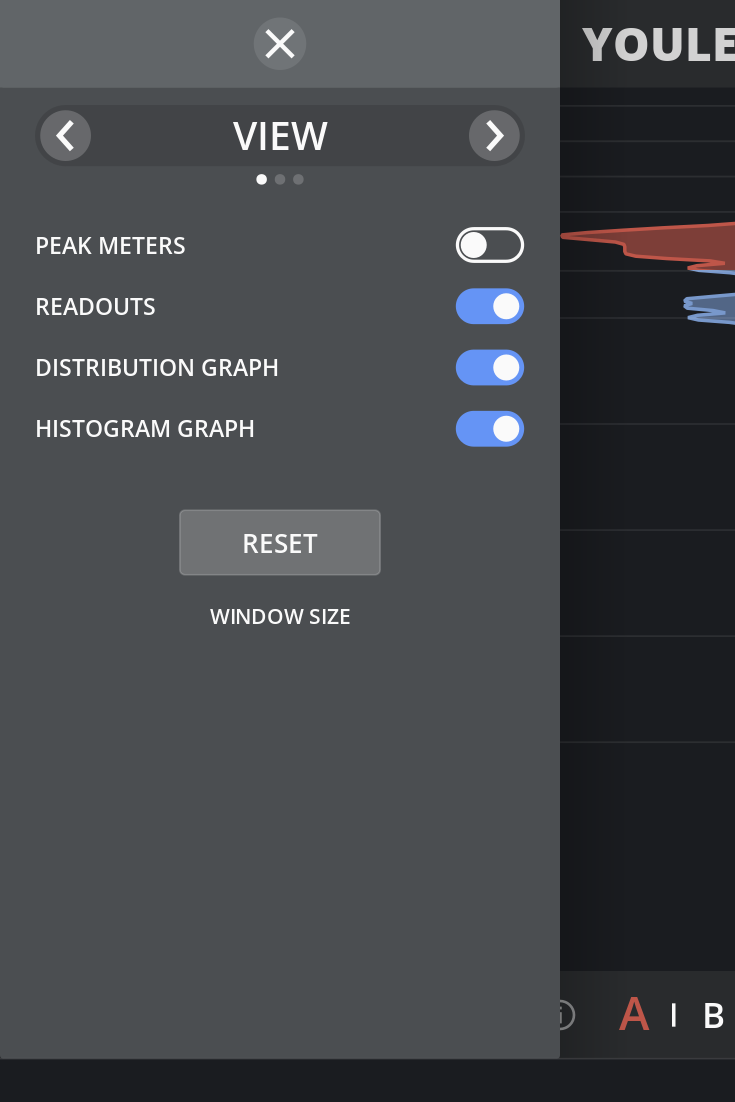 YOULE
VIEW
PEAK METERS
READOUTS
DISTRIBUTION GRAPH
HISTOGRAM GRAPH
RESET
WINDOW SIZE
A | B